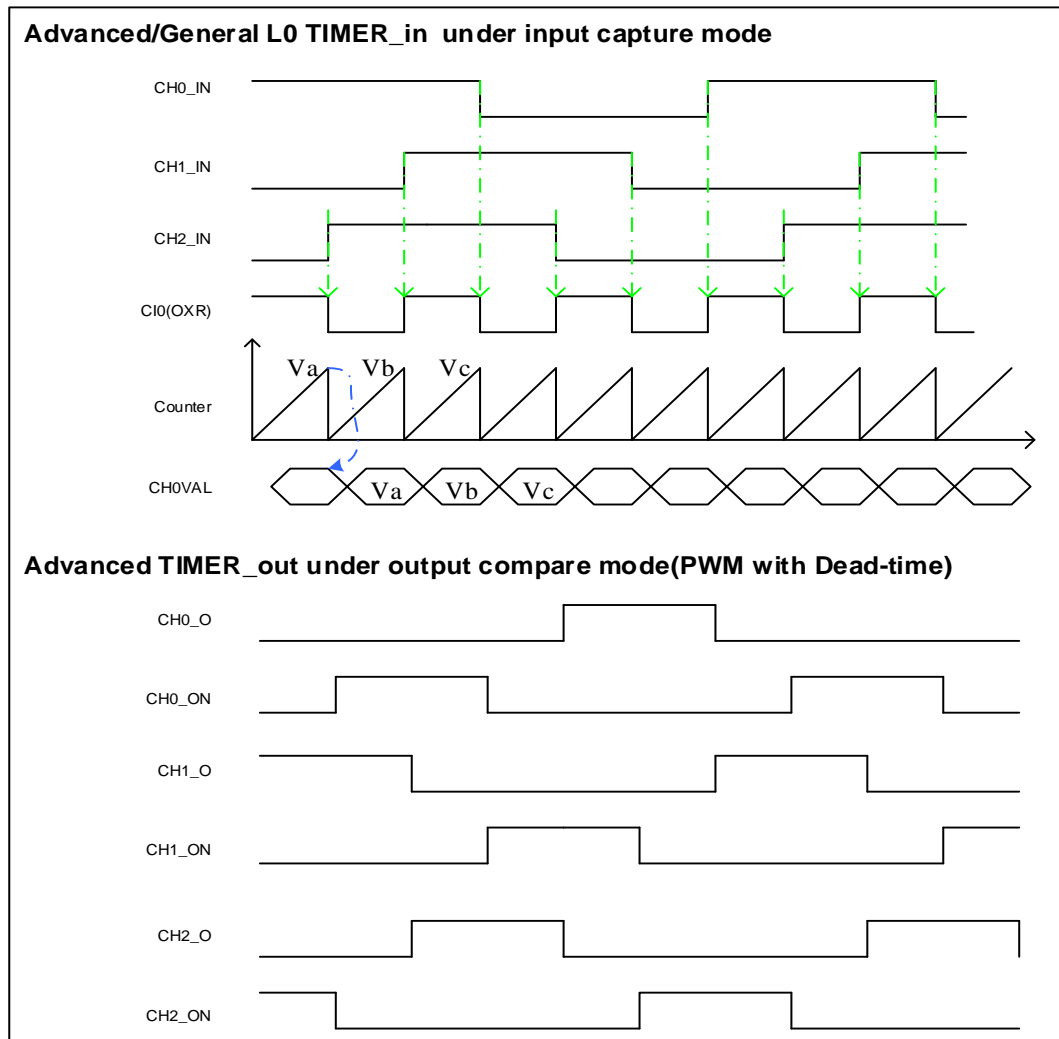 Advanced/General L0 TIMER_in under input capture mode
CH0_IN
CH1_IN
CH2_IN
CI0(OXR)
Va Vb Vc
Counter
CH0VAL
Va Vb Vc
Advanced TIMER_out under output compare mode(PWM with Dead-time)
CH0_O
CH0_ON
CH1_O
CH1_ON
CH2_O
CH2_ON